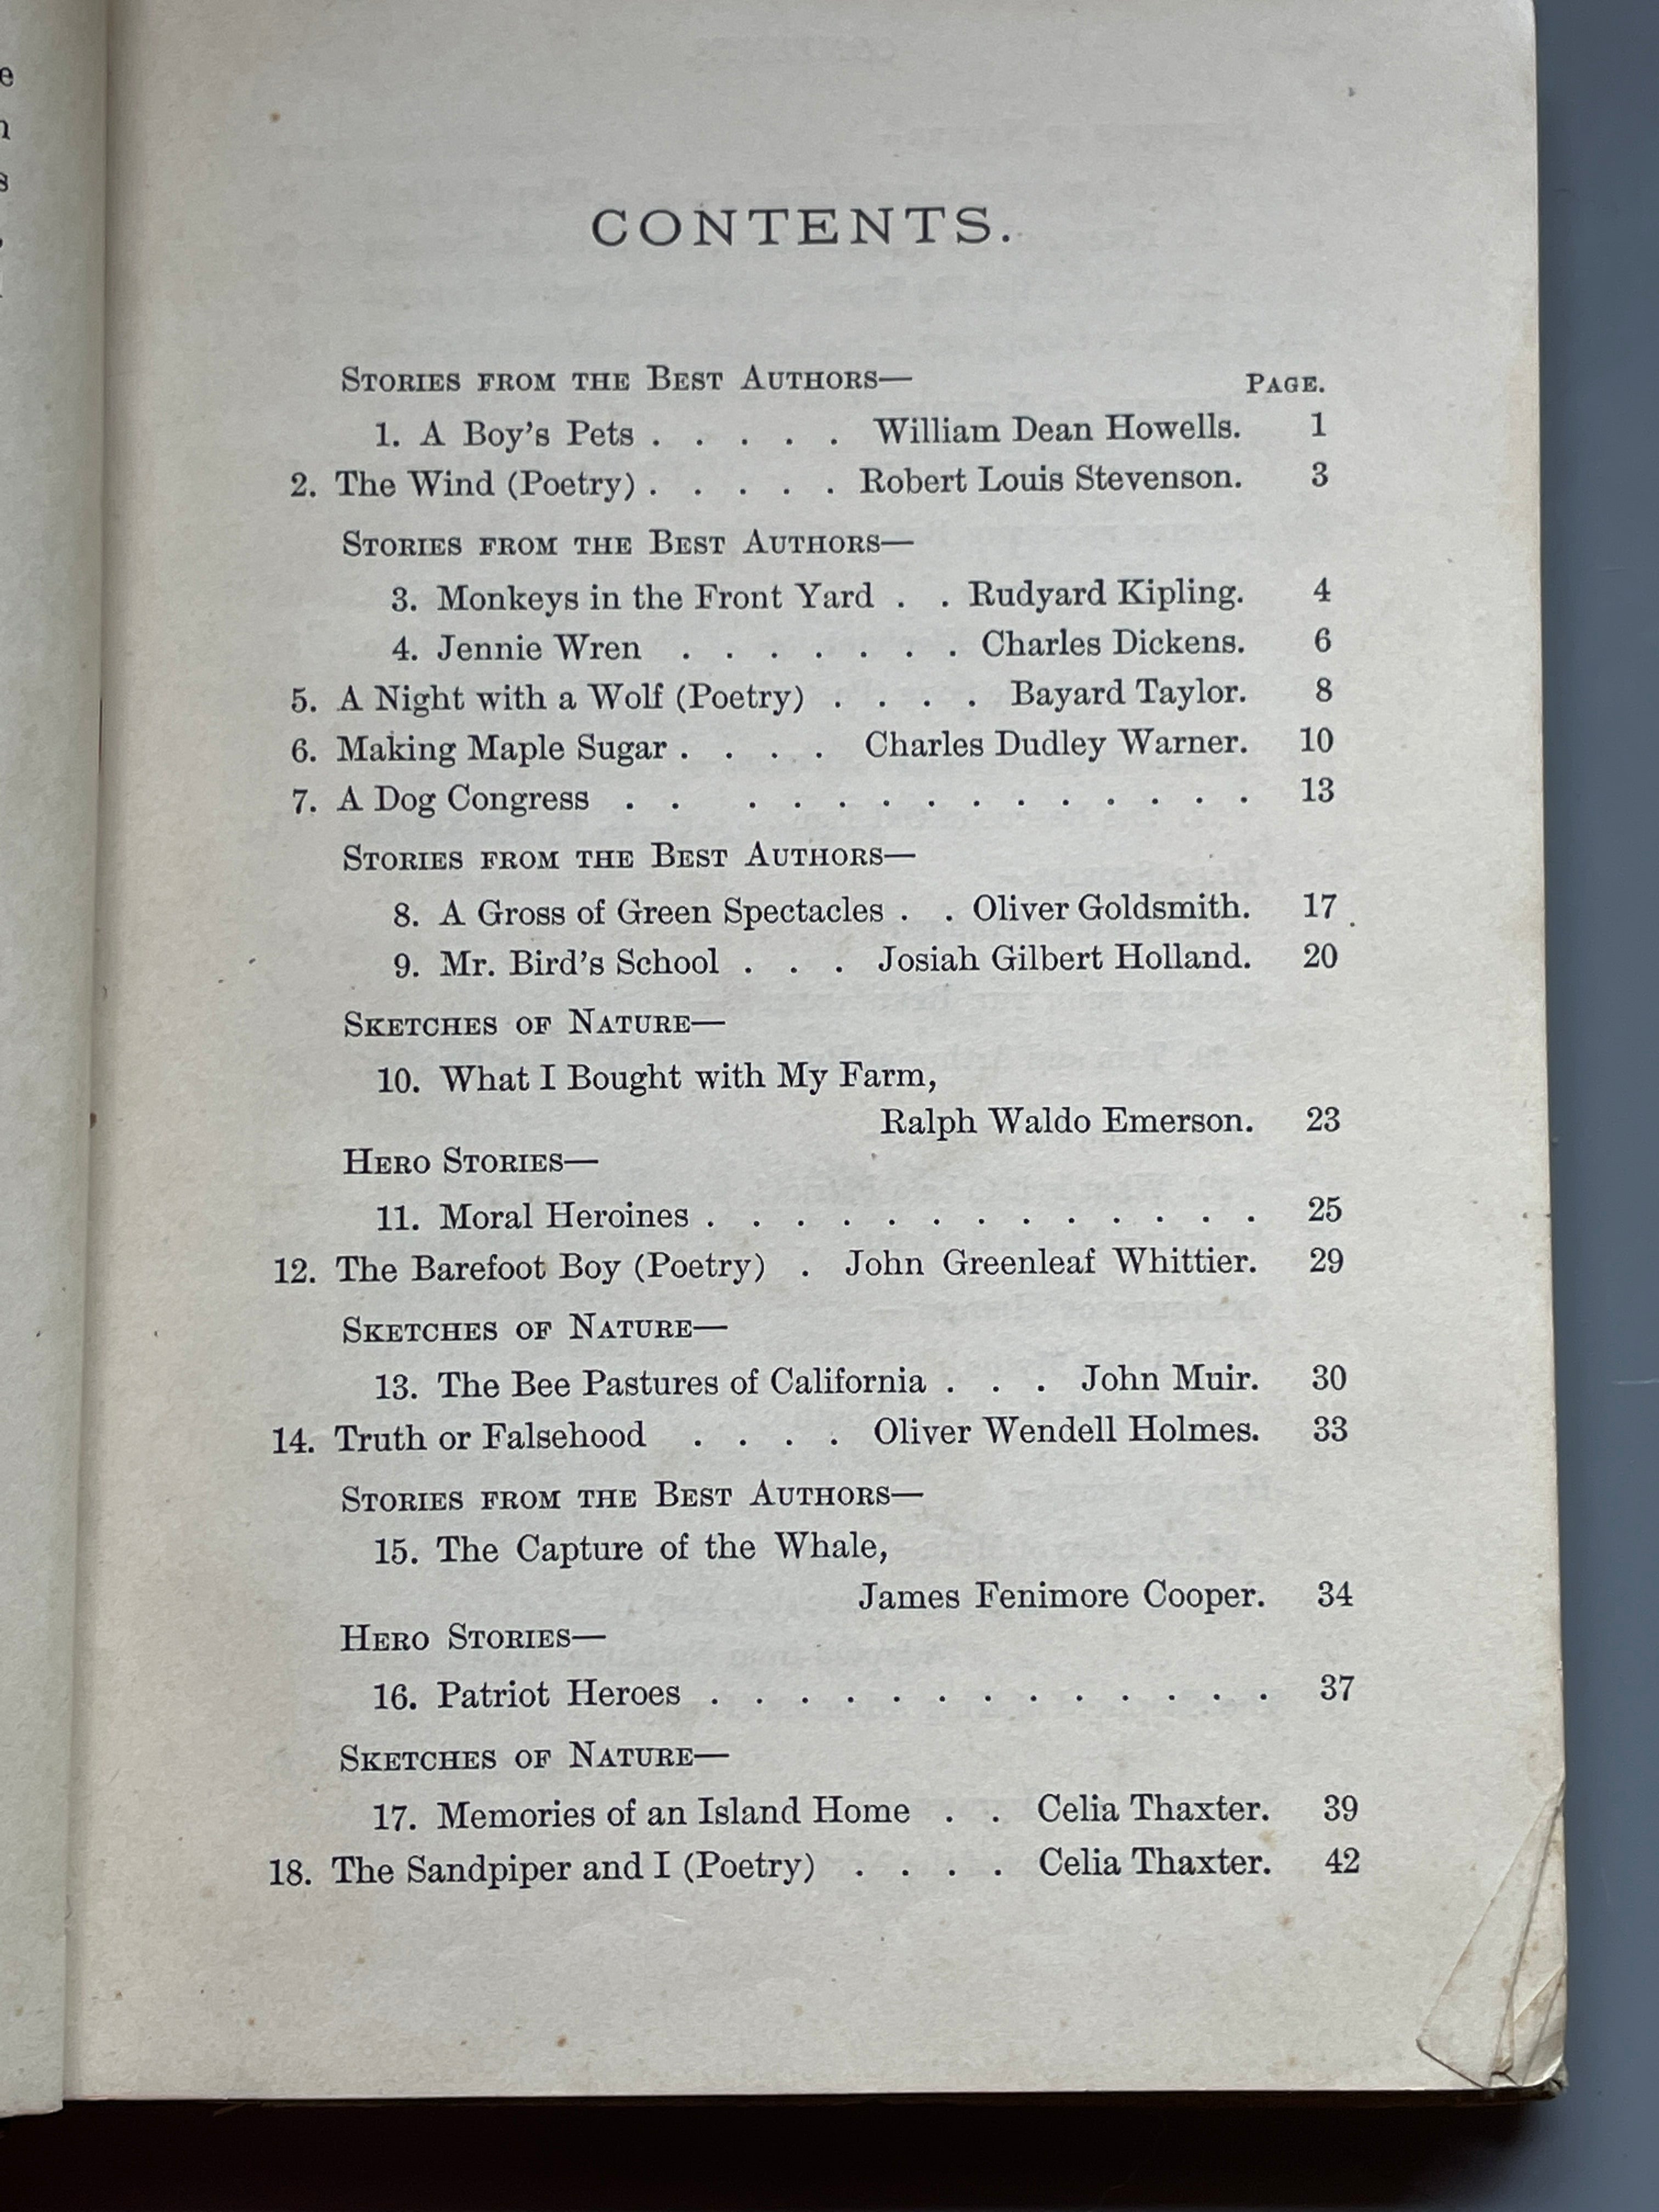 CONTENTS.
STORIES FROM THE BEST AUTHORS— PAGE.
1. A Boy's Pets . . . . . William Dean Howells. 1
2. The Wind (Poetry) . . . . . Robert Louis Stevenson. 3
STORIES FROM THE BEST AUTHORS—
3. Monkeys in the Front Yard . . Rudyard Kipling. 4
4. Jennie Wren . . . . . . . Charles Dickens. 6
5. A Night with a Wolf (Poetry) . . . . Bayard Taylor. 8
6. Making Maple Sugar . . . . Charles Dudley Warner. 10
7. A Dog Congress . . . . . . . . . . . . . . 13
STORIES FROM THE BEST AUTHORS—
8. A Gross of Green Spectacles . . Oliver Goldsmith. 17
9. Mr. Bird's School . . . Josiah Gilbert Holland. 20
SKETCHES OF NATURE—
10. What I Bought with My Farm,
Ralph Waldo Emerson. 23
HERO STORIES—
11. Moral Heroines . . . . . . . . . . . . . 25
12. The Barefoot Boy (Poetry) . John Greenleaf Whittier. 29
SKETCHES OF NATURE—
13. The Bee Pastures of California . . . John Muir. 30
14. Truth or Falsehood . . . . Oliver Wendell Holmes. 33
STORIES FROM THE BEST AUTHORS—
15. The Capture of the Whale,
James Fenimore Cooper. 34
HERO STORIES—
16. Patriot Heroes . . . . . . . . . . . . . 37
SKETCHES OF NATURE—
17. Memories of an Island Home . . Celia Thaxter. 39
18. The Sandpiper and I (Poetry) . . . . Celia Thaxter. 42